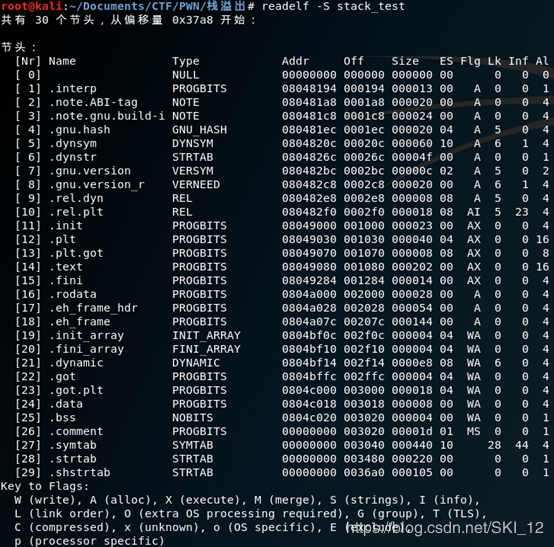 root@kali:~/Documents/CTF/PWN/栈溢出# readelf -S stack_test
共有 30 个节头，从偏移量 0x37a8 开始：
节头：
[Nr] Name Type Addr Off Size ES Flg Lk Inf Al
[ 0] NULL 00000000 000000 000000 00 0 0 0
[ 1] .interp PROGBITS 08048194 000194 000013 00 A 0 0 1
[ 2] .note.ABI-tag NOTE 080481a8 0001a8 000020 00 A 0 0 4
[ 3] .note.gnu.build-i NOTE 080481c8 0001c8 000024 00 A 0 0 4
[ 4] .gnu.hash GNU_HASH 080481ec 0001ec 000020 04 A 5 0 4
[ 5] .dynsym DYNSYM 0804820c 00020c 000060 10 A 6 1 4
[ 6] .dynstr STRTAB 0804826c 00026c 00004f 00 A 0 0 1
[ 7] .gnu.version VERSYM 080482bc 0002bc 00000c 02 A 5 0 2
[ 8] .gnu.version_r VERNEED 080482c8 0002c8 000020 00 A 6 1 4
[ 9] .rel.dyn REL 080482e8 0002e8 000008 08 A 5 0 4
[10] .rel.plt REL 080482f0 0002f0 000018 08 AI 5 23 4
[11] .init PROGBITS 08049000 001000 000023 00 AX 0 0 4
[12] .plt PROGBITS 08049030 001030 000040 04 AX 0 0 16
[13] .plt.got PROGBITS 08049070 001070 000008 08 AX 0 0 8
[14] .text PROGBITS 08049080 001080 000202 00 AX 0 0 16
[15] .fini PROGBITS 08049284 001284 000014 00 AX 0 0 4
[16] .rodata PROGBITS 0804a000 002000 000028 00 A 0 0 4
[17] .eh_frame_hdr PROGBITS 0804a028 002028 000054 00 A 0 0 4
[18] .eh_frame PROGBITS 0804a07c 00207c 000144 00 A 0 0 4
[19] .init_array INIT_ARRAY 0804bf0c 002f0c 000004 04 WA 0 0 4
[20] .fini_array FINI_ARRAY 0804bf10 002f10 000004 04 WA 0 0 4
[21] .dynamic DYNAMIC 0804bf14 002f14 0000e8 08 WA 6 0 4
[22] .got PROGBITS 0804bffc 002ffc 000004 04 WA 0 0 4
[23] .got.plt PROGBITS 0804c000 003000 000018 04 WA 0 0 4
[24] .data PROGBITS 0804c018 003018 000008 00 WA 0 0 4
[25] .bss NOBITS 0804c020 003020 000004 00 WA 0 0 1
[26] .comment PROGBITS 00000000 003020 00001d 01 MS 0 0 1
[27] .symtab SYMTAB 00000000 003040 000440 10 28 44 4
[28] .strtab STRTAB 00000000 003480 000220 00 0 0 1
[29] .shstrtab STRTAB 00000000 0036a0 000105 00 0 0 1
Key to Flags:
W (write), A (alloc), X (execute), M (merge), S (strings), I (info),
L (link order), O (extra OS processing required), G (group), T (TLS),
C (compressed), x (unknown), o (OS specific), E (exclude),
p (processor specific)
https://blog.csdn.net/SKI_12